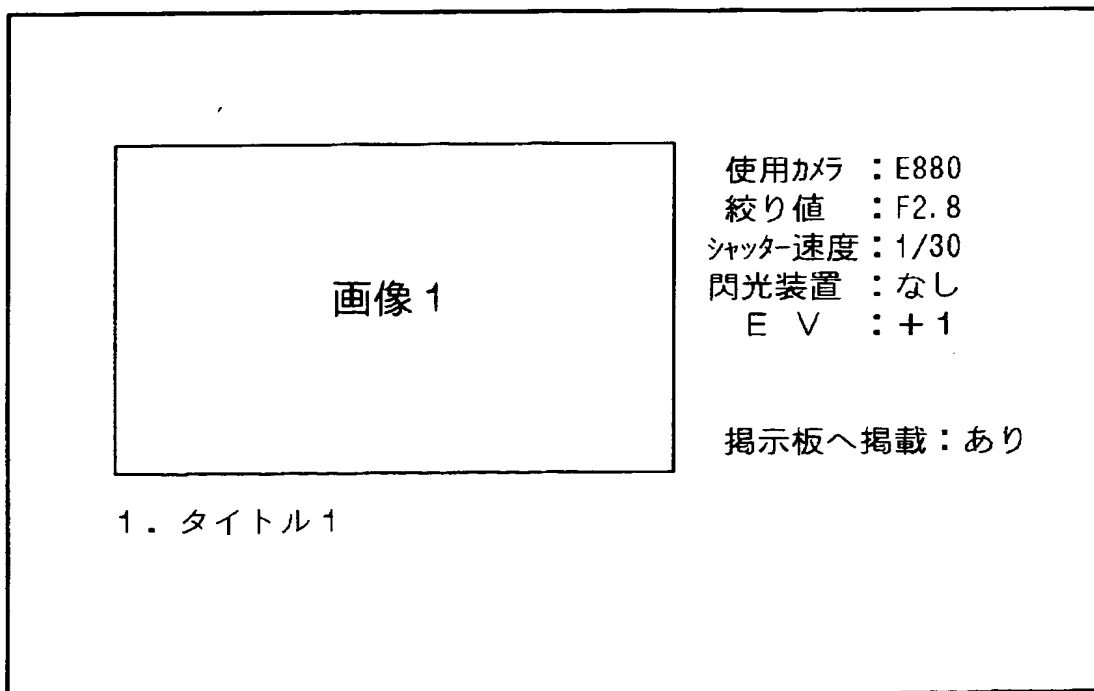 画像1
使用ｶﾒﾗ：E880
絞り値：F2.8
ｼｬｯﾀｰ速度：1/30
閃光装置：なし
E V：+1
掲示板へ掲載：あり
1．タイトル1